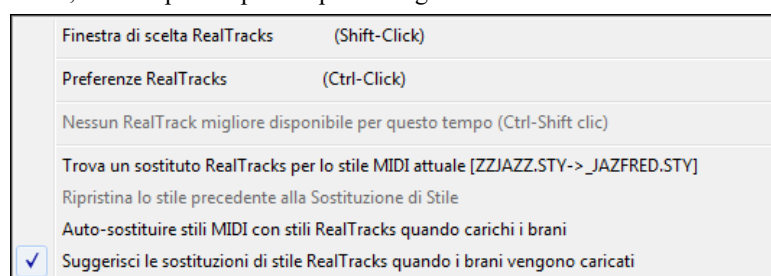 Finestra di scelta RealTracks (Shift-Click)
Preferenze RealTracks (Ctrl-Click)
Nessun RealTrack migliore disponibile per questo tempo (Ctrl-Shift clic)
Trova un sostituto RealTracks per lo stile MIDI attuale [ZZJAZZ.STY->_JAZFRED.STY]
Ripristina lo stile precedente alla Sostituzione di Stile
Auto-sostituire stili MIDI con stili RealTracks quando carichi i brani
Suggerisci le sostituzioni di stile RealTracks quando i brani vengono caricati